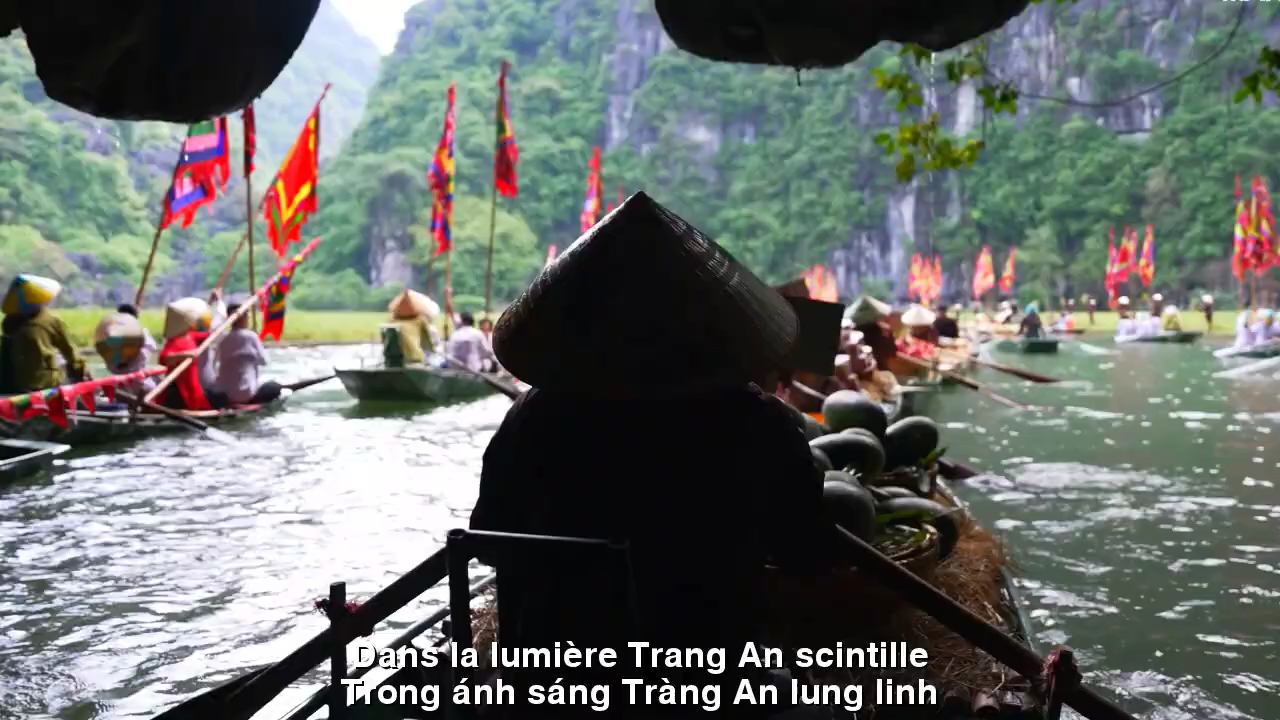 Dans la lumière Trang An scintille
Trong ánh sáng Tràng An lung linh